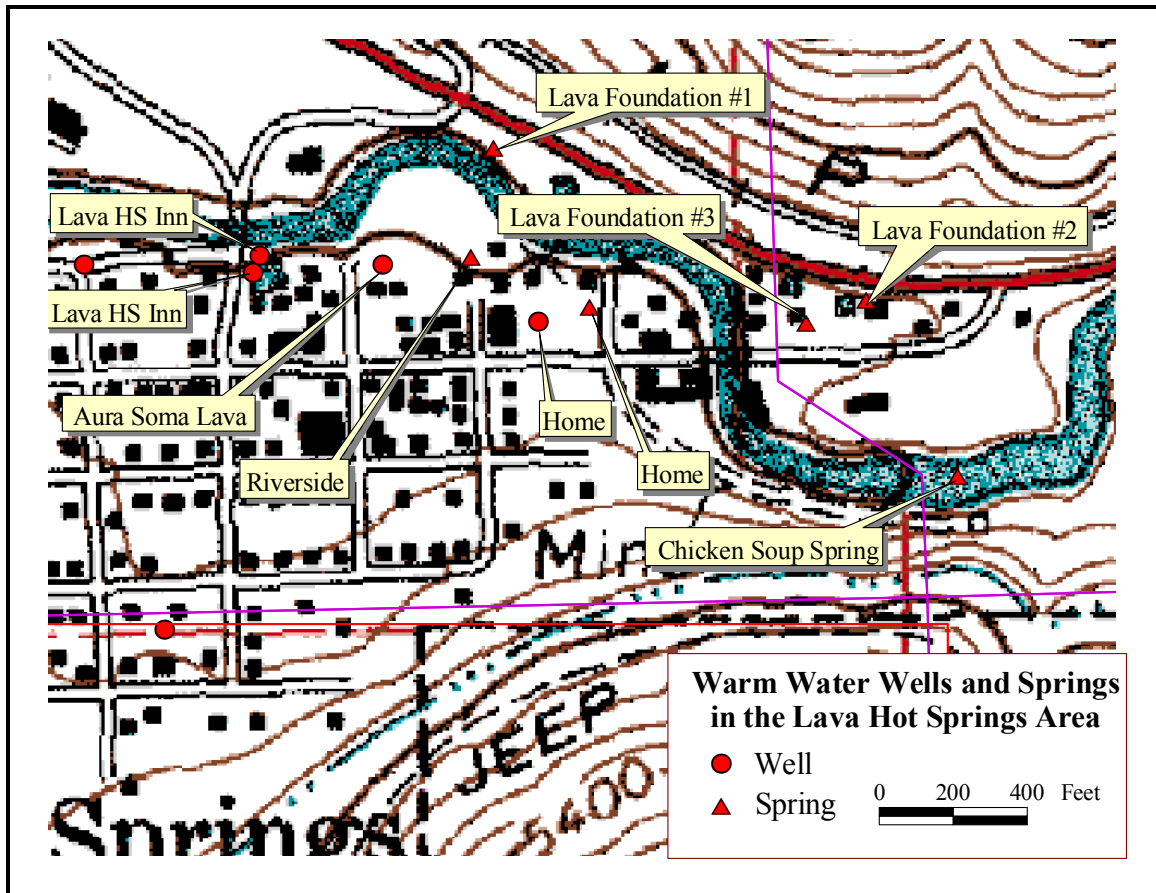 Lava Foundation #1
Lava HS Inn
Lava Foundation #3
Lava Foundation #2
Lava HS Inn
Aura Soma Lava
Home
Riverside
Home
Chicken Soup Spring
Min
JEEP
5400
Springs
Warm Water Wells and Springs
in the Lava Hot Springs Area
Well
Spring
0 200 400 Feet